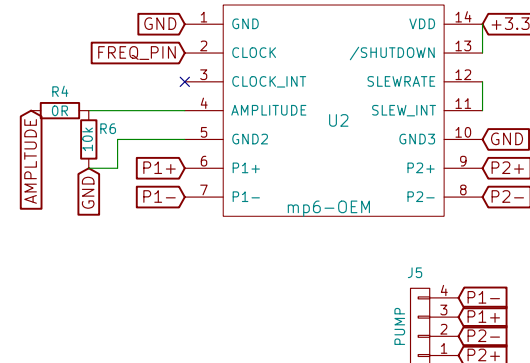 GND 1 GND VDD 14 +3.3
FREQ_PIN 2 CLOCK /SHUTDOWN 13
3 CLOCK_INT SLEWRATE 12
R4
0R 4 AMPLITUDE SLEW_INT 11
U2
AMPLTUDE
10k R6
GND
5 GND2 GND3 10 GND
P1+ 6 P1+ P2+ 9 P2+
P1- 7 P1- P2- 8 P2-
mp6-OEM
J5
PUMP
4 P1-
3 P1+
2 P2-
1 P2+